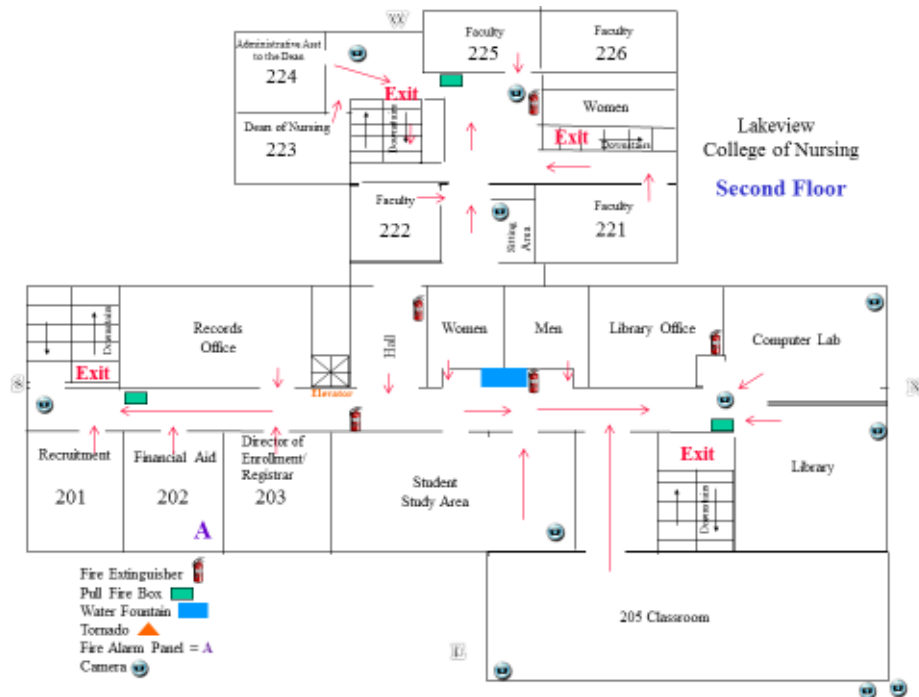 W
Faculty
225
Faculty
226
Administrative Asst
to the Dean
224
Exit
Downstairs
Women
Exit
Downstairs
Dean of Nursing
223
Lakeview
College of Nursing
Second Floor
Faculty
222
Sitting
Area
Faculty
221
Downstairs
Exit
Records
Office
Hall
Women
Men
Library Office
Computer Lab
S
N
Elevator
Recruitment
201
Financial Aid
202
Director of
Enrollment/
Registrar
203
Student
Study Area
Exit
Downstairs
Library
A
Fire Extinguisher
Pull Fire Box
Water Fountain
Tornado
Fire Alarm Panel = A
Camera
205 Classroom
E